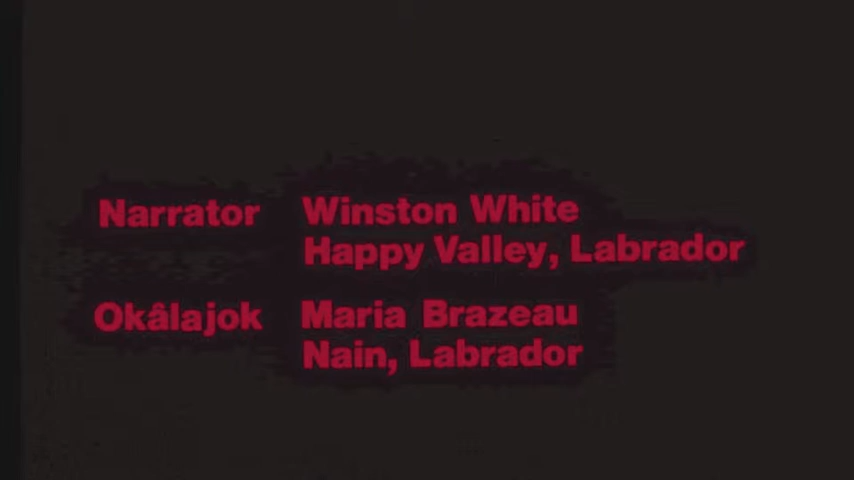 Narrator Winston White
Happy Valley, Labrador
Okâlajok Maria Brazeau
Nain, Labrador